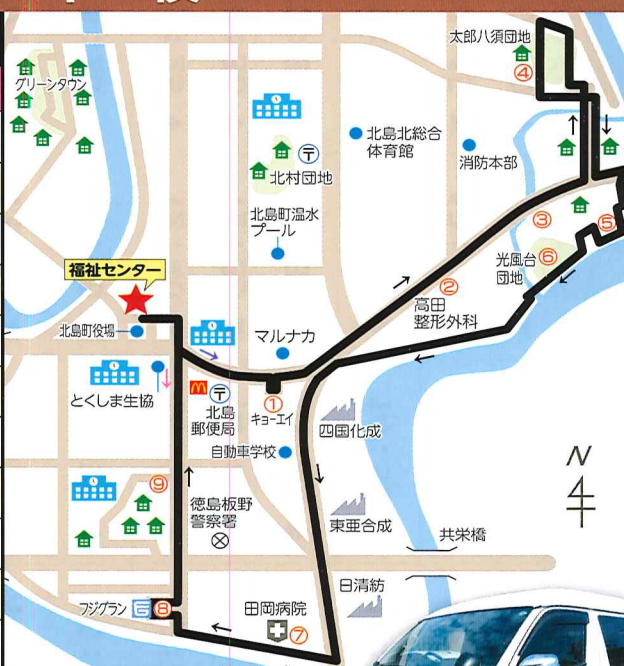 太郎八須団地
④
グリーンタウン
北島北総合
体育館
消防本部
〒
北村団地
北島町温水
プール
③
⑤
光風台
団地
⑥
福祉センター
②
高田
整形外科
北島町役場
マルナカ
とくしま生協
M
〒
北島
郵便局
①
キョーエイ
四国化成
自動車学校
N
⑨
徳島板野
警察署
東亜合成
共栄橋
日清紡
フジグラン
⑧
田岡病院
⑦